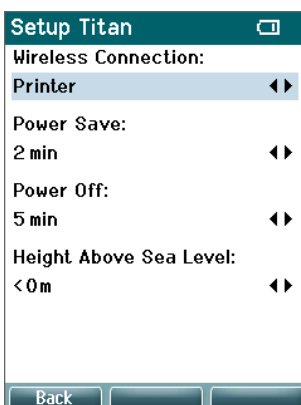 Setup Titan
Wireless Connection:
Printer
Power Save:
2 min
Power Off:
5 min
Height Above Sea Level:
<0m
Back